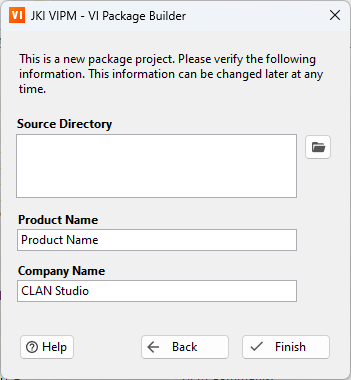 VI JKI VIPM - VI Package Builder
This is a new package project. Please verify the following
information. This information can be changed later at any
time.
Source Directory
Product Name
Product Name
Company Name
CLAN Studio
Help
Back
Finish